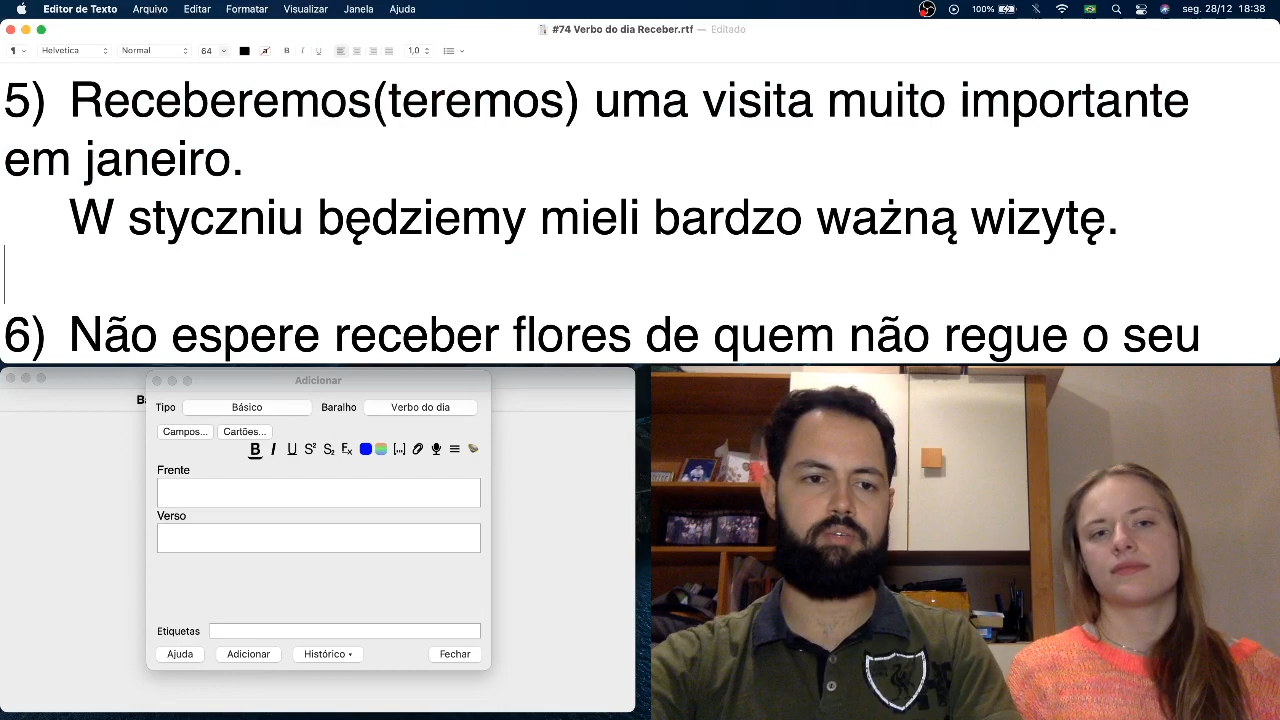 Editor de Texto Arquivo Editar Formatar Visualizar Janela Ajuda 100% seg. 28/12 18:38
#74 Verbo do dia Receber.rtf — Editado
¶ Helvetica Normal 64 a B I U 1,0
5) Receberemos(teremos) uma visita muito importante
em janeiro.
W styczniu będziemy mieli bardzo ważną wizytę.
6) Não espere receber flores de quem não regue o seu
Adicionar
Tipo Básico Baralho Verbo do dia
Campos... Cartões...
B I U S² S₂ Eₓ [...]
Frente
Verso
Etiquetas
Ajuda Adicionar Histórico Fechar